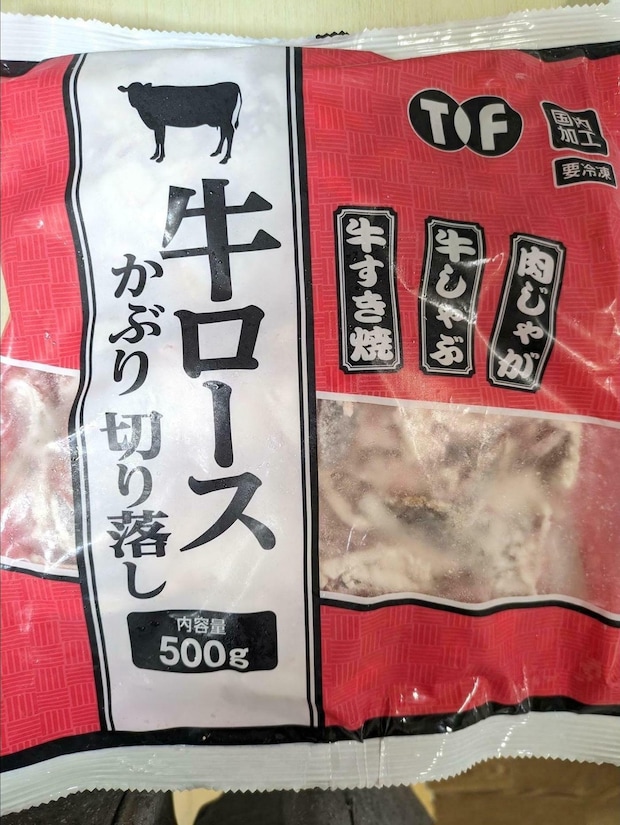 TF
国内
加工
要冷凍
肉じゃが
牛しゃぶ
牛すき焼
牛ロース
かぶり 切り落し
内容量
500g